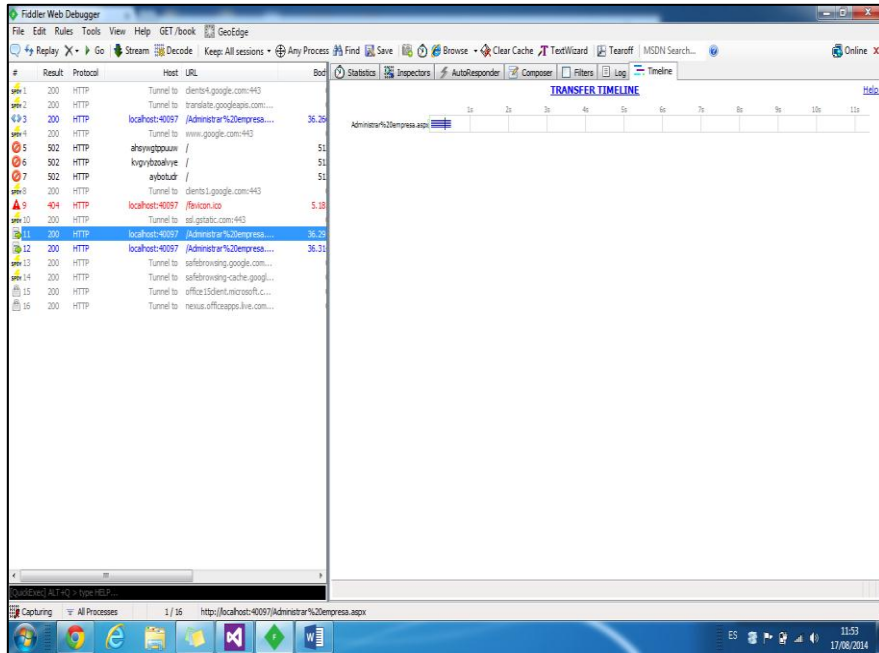 Fiddler Web Debugger
File Edit Rules Tools View Help GET /book GeoEdge
Replay X Go Stream Decode Keep: All sessions Any Process Find Save Browse Clear Cache TextWizard Tearoff MSDN Search... Online X
# Result Protocol Host URL Bod
Statistics Inspectors AutoResponder Composer Filters Log Timeline
TRANSFER TIMELINE Help
1s 2s 3s 4s 5s 6s 7s 8s 9s 10s 11s
Administrar%20empresa.aspx
1 200 HTTP Tunnel to clients4.google.com:443
2 200 HTTP Tunnel to translate.googleapis.com:...
3 200 HTTP localhost:40097 /Administrar%20empresa.... 36.26
4 200 HTTP Tunnel to www.google.com:443
5 502 HTTP ahsywgtppuuw / 51
6 502 HTTP kvgvybzoalvye / 51
7 502 HTTP aybotudr / 51
8 200 HTTP Tunnel to clients1.google.com:443
9 404 HTTP localhost:40097 /favicon.ico 5.18
10 200 HTTP Tunnel to ssl.gstatic.com:443
11 200 HTTP localhost:40097 /Administrar%20empresa.... 36.29
12 200 HTTP localhost:40097 /Administrar%20empresa.... 36.31
13 200 HTTP Tunnel to safebrowsing.google.com...
14 200 HTTP Tunnel to safebrowsing-cache.googl...
15 200 HTTP Tunnel to office15client.microsoft.c...
16 200 HTTP Tunnel to nexus.officeapps.live.com...
[QuickExec] ALT+Q > type HELP...
Capturing All Processes 1 / 16 http://localhost:40097/Administrar%20empresa.aspx
ES 11:53
17/08/2014